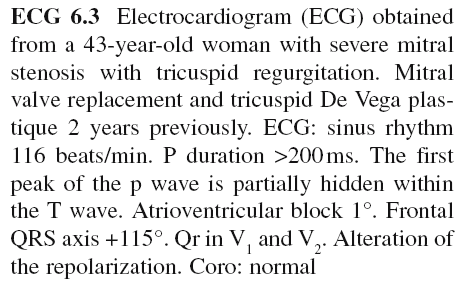 ECG 6.3 Electrocardiogram (ECG) obtained
from a 43-year-old woman with severe mitral
stenosis with tricuspid regurgitation. Mitral
valve replacement and tricuspid De Vega plas-
tique 2 years previously. ECG: sinus rhythm
116 beats/min. P duration >200 ms. The first
peak of the p wave is partially hidden within
the T wave. Atrioventricular block 1°. Frontal
QRS axis +115°. Qr in V₁ and V₂. Alteration of
the repolarization. Coro: normal